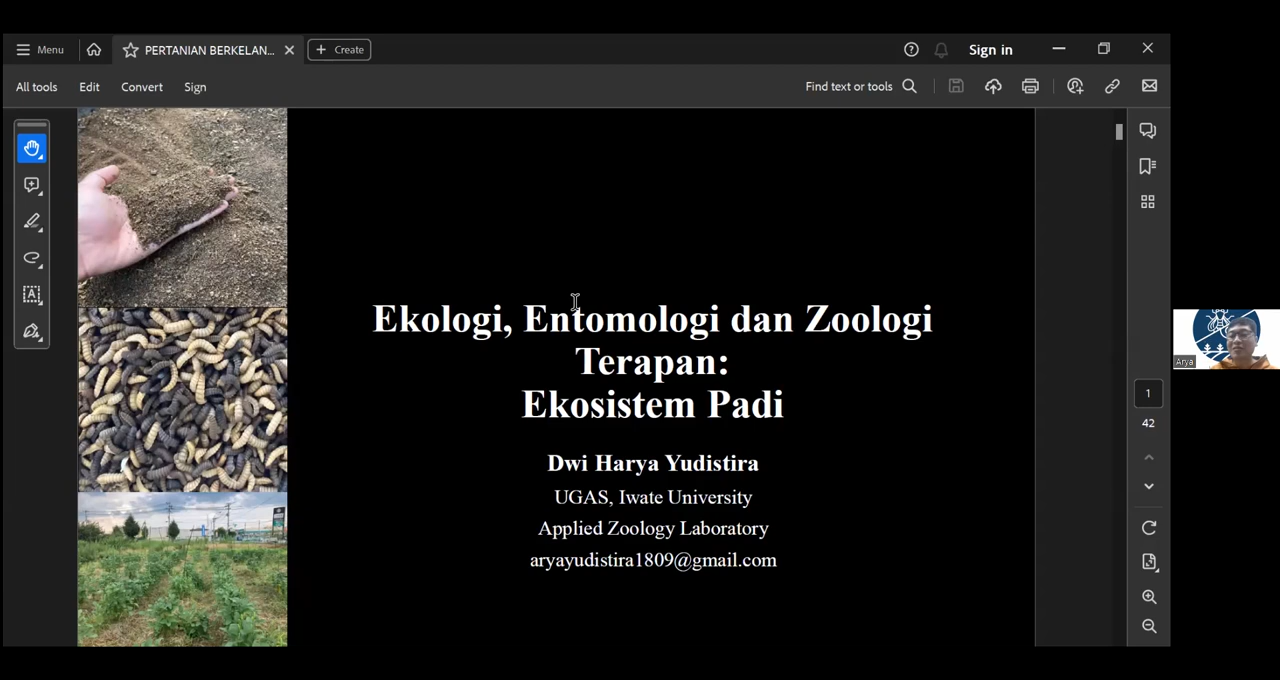 Menu
PERTANIAN BERKELAN...
Create
Sign in
All tools
Edit
Convert
Sign
Find text or tools
Ekologi, Entomologi dan Zoologi
Terapan:
Ekosistem Padi
Dwi Harya Yudistira
UGAS, Iwate University
Applied Zoology Laboratory
aryayudistira1809@gmail.com
Arya
1
42